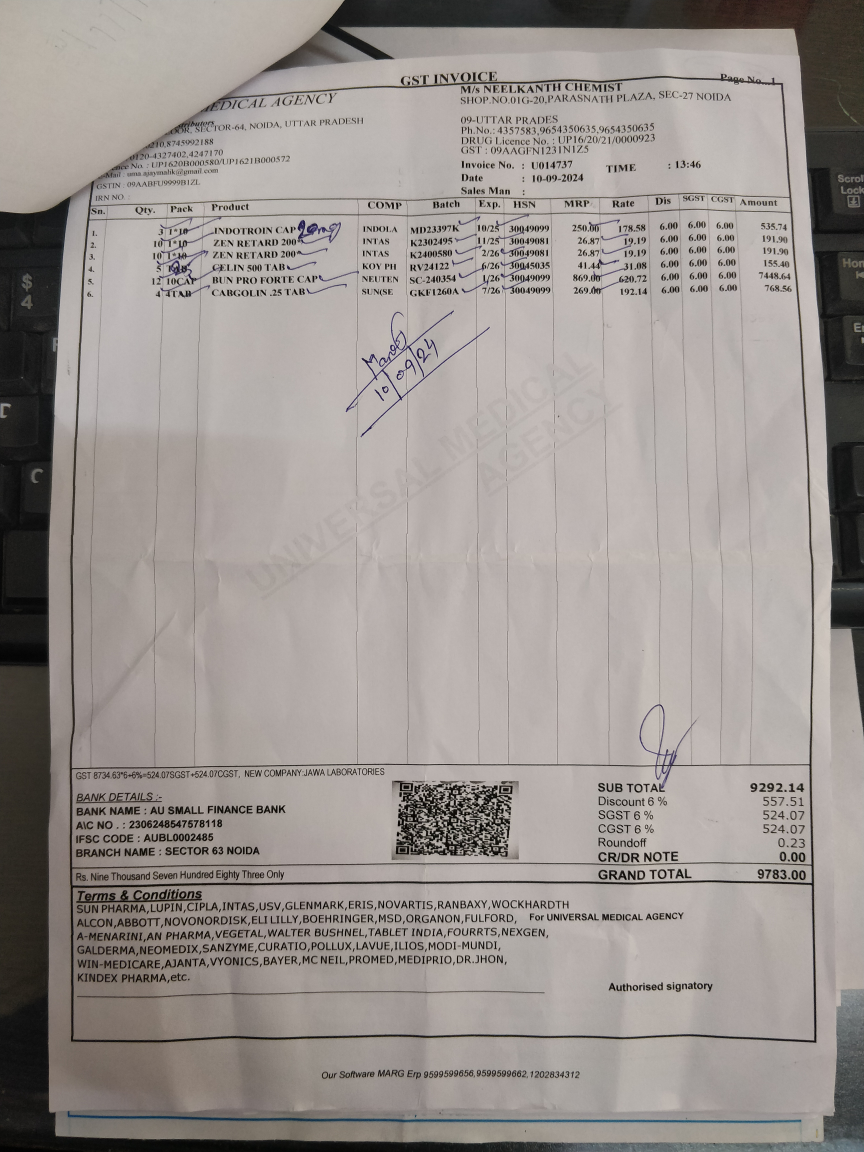 GST INVOICE
Page No...1
MEDICAL AGENCY
M/s NEELKANTH CHEMIST
SHOP.NO.01G-20,PARASNATH PLAZA, SEC-27 NOIDA
SECTOR-64, NOIDA, UTTAR PRADESH
09-UTTAR PRADES
8745992188
Ph.No.: 4357583,9654350635,9654350635
0120-4327402,4247170
DRUG Licence No.: UP16/20/21/0000923
Licence No. : UP1620B000580/UP1621B000572
GST : 09AAGFN1231N1Z5
E-Mail : uma.ajaymalik@gmail.com
GSTIN : 09AABFU9999B1ZL
Invoice No. : U014737 TIME : 13:46
Date : 10-09-2024
IRN NO.
Sales Man :
Sn. Qty. Pack Product COMP Batch Exp. HSN MRP Rate Dis SGST CGST Amount
1. 3 1*10 INDOTROIN CAP 20mg INDOLA MD23397K 10/25 30049099 250.00 178.58 6.00 6.00 6.00 535.74
2. 10 1*10 ZEN RETARD 200 INTAS K2302495 11/25 30049081 26.87 19.19 6.00 6.00 6.00 191.90
3. 10 1*10 ZEN RETARD 200 INTAS K2400580 2/26 30049081 26.87 19.19 6.00 6.00 6.00 191.90
4. 5 CELIN 500 TAB KOY PH RV24122 6/26 30045035 41.44 31.08 6.00 6.00 6.00 155.40
5. 12 10CAP BUN PRO FORTE CAP NEUTEN SC-240354 1/26 30049099 869.00 620.72 6.00 6.00 6.00 7448.64
6. 4 4TAB CABGOLIN .25 TAB SUN(SE GKF1260A 7/26 30049099 269.00 192.14 6.00 6.00 6.00 768.56
10/09/24
UNIVERSAL MEDICAL
AGENCY
GST 8734.63*6+6%=524.07SGST+524.07CGST, NEW COMPANY:JAWA LABORATORIES
BANK DETAILS :-
BANK NAME : AU SMALL FINANCE BANK
A\C NO . : 2306248547578118
IFSC CODE : AUBL0002485
BRANCH NAME : SECTOR 63 NOIDA
SUB TOTAL 9292.14
Discount 6 % 557.51
SGST 6 % 524.07
CGST 6 % 524.07
Roundoff 0.23
CR/DR NOTE 0.00
Rs. Nine Thousand Seven Hundred Eighty Three Only
GRAND TOTAL 9783.00
Terms & Conditions
SUN PHARMA,LUPIN,CIPLA,INTAS,USV,GLENMARK,ERIS,NOVARTIS,RANBAXY,WOCKHARDTH
ALCON,ABBOTT,NOVONORDISK,ELI LILLY,BOEHRINGER,MSD,ORGANON,FULFORD,
For UNIVERSAL MEDICAL AGENCY
A-MENARINI,AN PHARMA,VEGETAL,WALTER BUSHNEL,TABLET INDIA,FOURRTS,NEXGEN,
GALDERMA,NEOMEDIX,SANZYME,CURATIO,POLLUX,LAVUE,ILIOS,MODI-MUNDI,
WIN-MEDICARE,AJANTA,VYONICS,BAYER,MC NEIL,PROMED,MEDIPRIO,DR.JHON,
KINDEX PHARMA,etc.
Authorised signatory
Our Software MARG Erp 9599599656,9599599662,1202834312